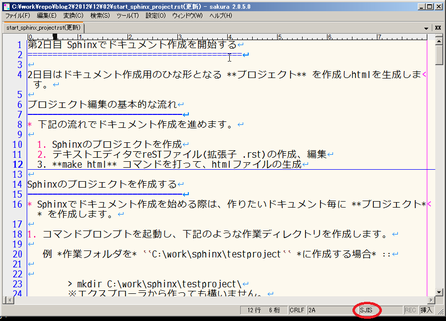 C:¥work¥repo¥blog¥2012¥12¥02¥start_sphinx_project.rst(更新) - sakura 2.0.5.0
ファイル(F) 編集(E) 変換(C) 検索(S) ツール(T) 設定(O) ウィンドウ(W) ヘルプ(H)
start_sphinx_project.rst(更新)
1 第2日目 Sphinxでドキュメント作成を開始する
2 ========================================
3
4 2日目はドキュメント作成用のひな形となる **プロジェクト** を作成しhtmlを生成しま
す。
5
6 プロジェクト編集の基本的な流れ
7
8 * 下記の流れでドキュメント作成を進めます。
9
10 1. Sphinxのプロジェクトを作成
11 2. テキストエディタでreSTファイル(拡張子 .rst)の作成、編集
12 3. **make html** コマンドを打って、htmlファイルの生成
13
14 Sphinxのプロジェクトを作成する
15
16 * Sphinxでドキュメント作成を始める際は、作りたいドキュメント毎に **プロジェクト*
* を作成します。
17
18 1. コマンドプロンプトを起動し、下記のような作業ディレクトリを作成します。
19
20 例 *作業フォルダを* ``C:\work\sphinx\testproject`` *に作成する場合* ::
21
22 > mkdir C:\work\sphinx\testproject\
※エクスプローラから作っても構いません。
12 行 6 桁 CRLF 2A SJIS REC 挿入